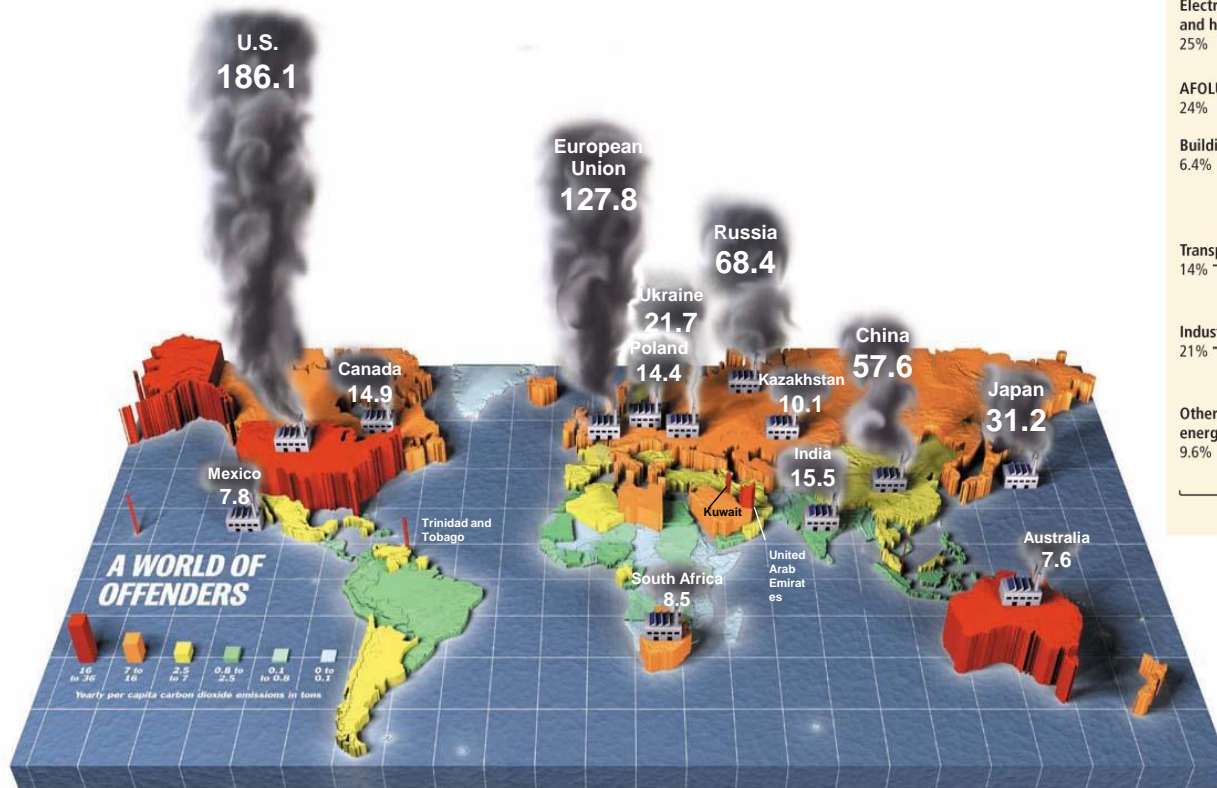 U.S.
186.1
European
Union
127.8
Russia
68.4
Ukraine
21.7
Poland
14.4
China
57.6
Canada
14.9
Kazakhstan
10.1
Japan
31.2
India
15.5
Mexico
7.8
Kuwait
Trinidad and
Tobago
United
Arab
Emirat
es
Australia
7.6
South Africa
8.5
A WORLD OF
OFFENDERS
16
to 36
7 to
16
2.5
to 7
0.8 to
2.5
0.1
to 0.8
0 to
0.1
Yearly per capita carbon dioxide emissions in tons
Electr
and h
25%
AFOLU
24%
Buildi
6.4%
Transp
14%
Indus
21%
Other
energ
9.6%